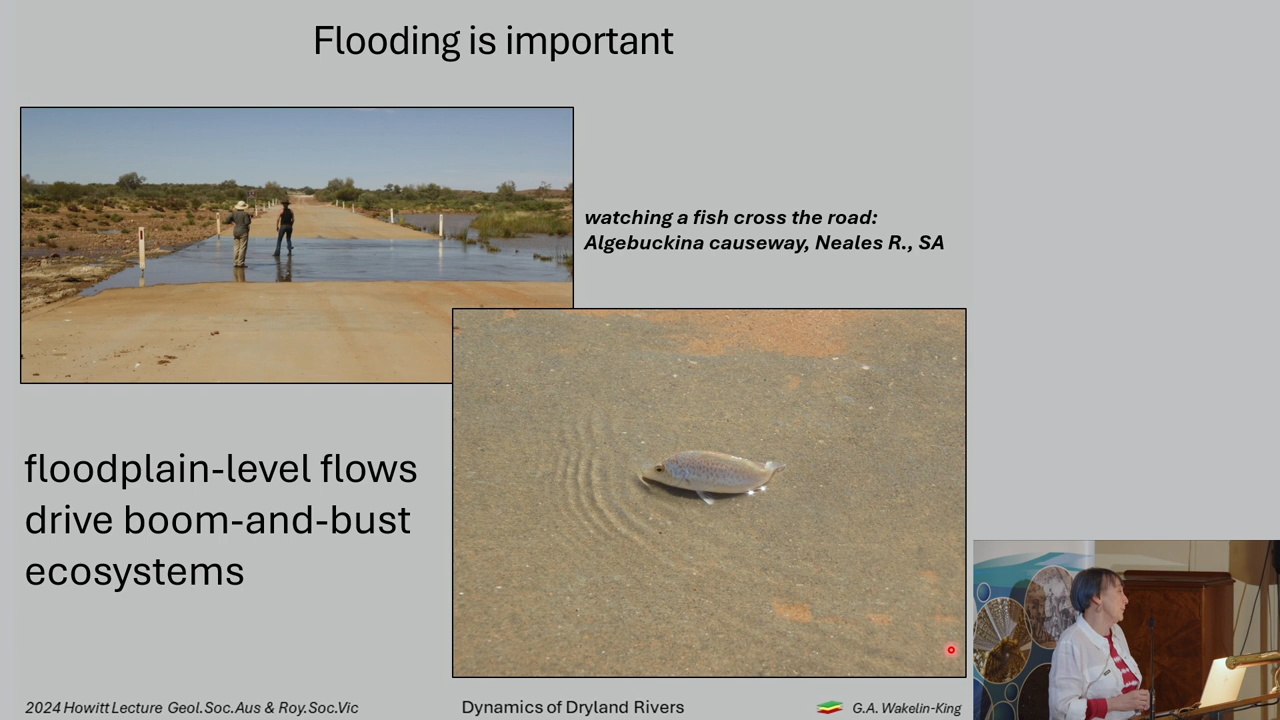 Flooding is important
watching a fish cross the road:
Algebuckina causeway, Neales R., SA
floodplain-level flows
drive boom-and-bust
ecosystems
2024 Howitt Lecture Geol.Soc.Aus & Roy.Soc.Vic
Dynamics of Dryland Rivers
G.A. Wakelin-King